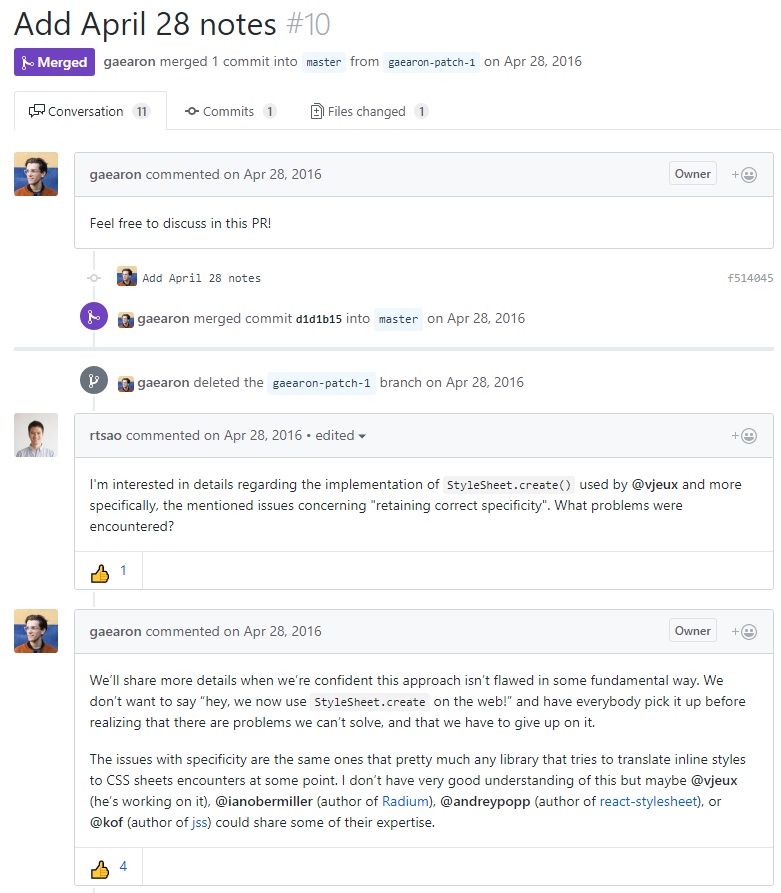 Add April 28 notes #10
Merged gaearon merged 1 commit into master from gaearon-patch-1 on Apr 28, 2016
Conversation 11 Commits 1 Files changed 1
gaearon commented on Apr 28, 2016 Owner +
Feel free to discuss in this PR!
Add April 28 notes f514045
gaearon merged commit d1d1b15 into master on Apr 28, 2016
gaearon deleted the gaearon-patch-1 branch on Apr 28, 2016
rtsao commented on Apr 28, 2016 • edited +
I'm interested in details regarding the implementation of StyleSheet.create() used by @vjeux and more
specifically, the mentioned issues concerning "retaining correct specificity". What problems were
encountered?
👍 1
gaearon commented on Apr 28, 2016 Owner +
We’ll share more details when we’re confident this approach isn’t flawed in some fundamental way. We
don’t want to say “hey, we now use StyleSheet.create on the web!” and have everybody pick it up before
realizing that there are problems we can’t solve, and that we have to give up on it.
The issues with specificity are the same ones that pretty much any library that tries to translate inline styles
to CSS sheets encounters at some point. I don’t have very good understanding of this but maybe @vjeux
(he’s working on it), @ianobermiller (author of Radium), @andreypopp (author of react-stylesheet), or
@kof (author of jss) could share some of their expertise.
👍 4